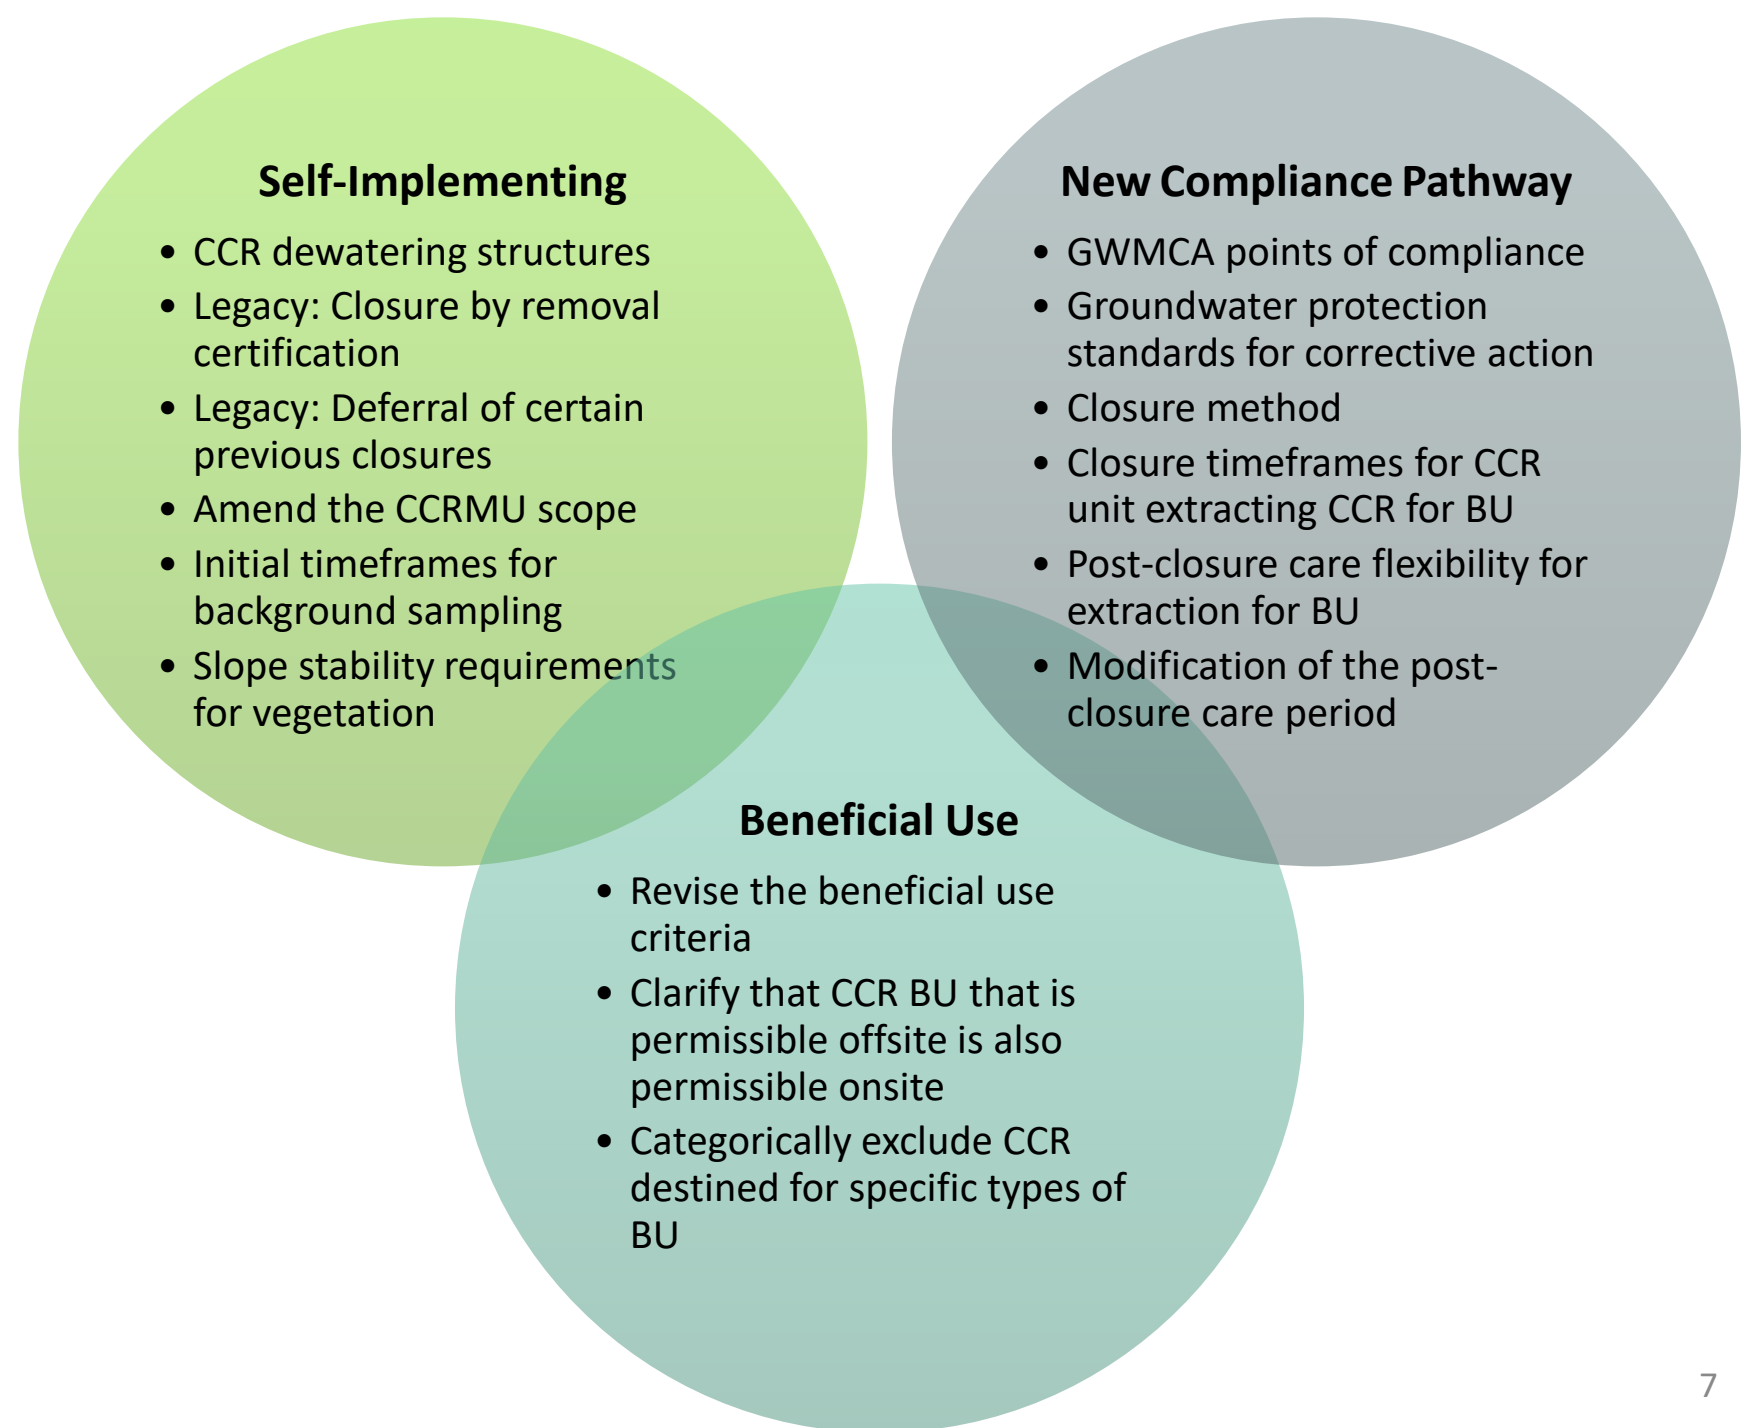 Self-Implementing
• CCR dewatering structures
• Legacy: Closure by removal
certification
• Legacy: Deferral of certain
previous closures
• Amend the CCRMU scope
• Initial timeframes for
background sampling
• Slope stability requirements
for vegetation
New Compliance Pathway
• GWMCA points of compliance
• Groundwater protection
standards for corrective action
• Closure method
• Closure timeframes for CCR
unit extracting CCR for BU
• Post-closure care flexibility for
extraction for BU
• Modification of the post-
closure care period
Beneficial Use
• Revise the beneficial use
criteria
• Clarify that CCR BU that is
permissible offsite is also
permissible onsite
• Categorically exclude CCR
destined for specific types of
BU
7